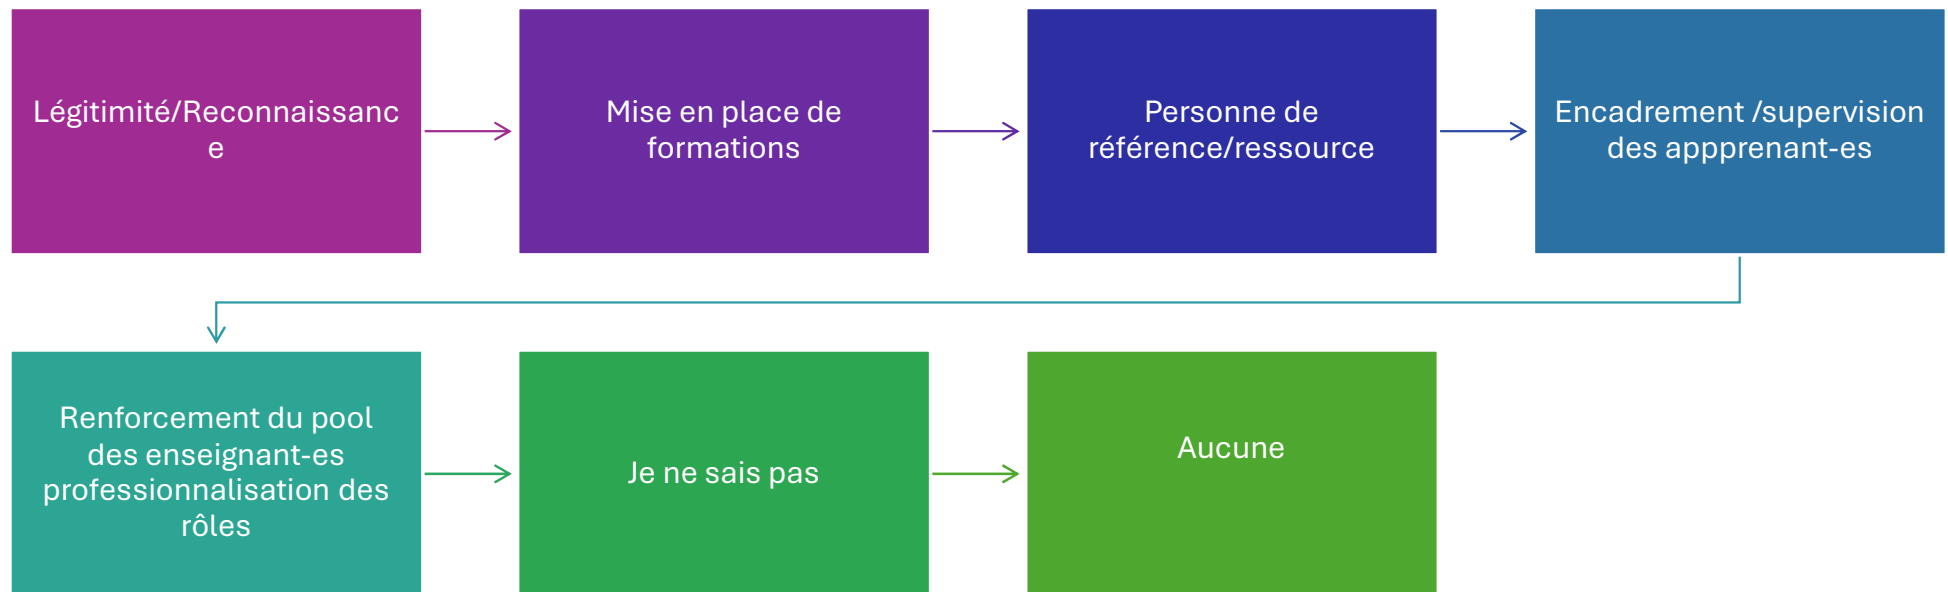 Légitimité/Reconnaissanc
e
Mise en place de
formations
Personne de
référence/ressource
Encadrement /supervision
des appprenant-es
Renforcement du pool
des enseignant-es
professionnalisation des
rôles
Je ne sais pas
Aucune